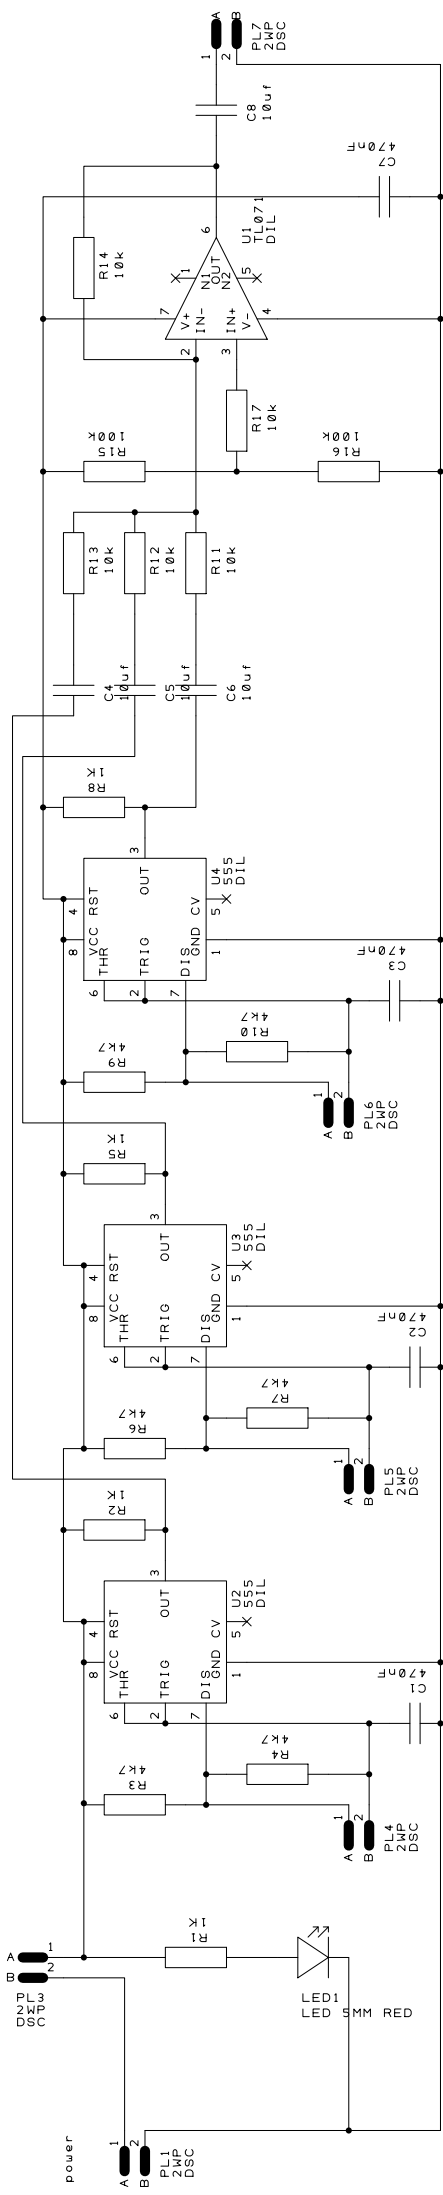 A
B
1
2
PL7
2WP
DSC
C8
10uf
470nF
C7
6
U1
TL071
DIL
R14
10k
1
N1
OUT
N2
5
7
V+
IN-
IN+
V-
4
2
3
R17
10k
100k
R15
100k
R16
R13
10k
R12
10k
R11
10k
C4
10uf
C5
10uf
C6
10uf
1K
R8
3
OUT
U4
555
DIL
4
RST
CV
5
8
VCC
GND
1
THR
TRIG
DIS
6
2
7
470nF
C3
4k7
R10
4k7
R9
1
2
A
B
PL6
2WP
DSC
1K
R5
3
OUT
U3
555
DIL
4
RST
CV
5
8
VCC
GND
1
THR
TRIG
DIS
6
2
7
470nF
C2
4k7
R7
4k7
R6
1
2
A
B
PL5
2WP
DSC
1K
R2
3
OUT
U2
555
DIL
4
RST
CV
5
8
VCC
GND
1
THR
TRIG
DIS
6
2
7
470nF
C1
4k7
R4
4k7
R3
1
2
A
B
PL4
2WP
DSC
A
B
1
2
PL3
2WP
DSC
1K
R1
LED1
LED 5MM RED
power
1
2
A
B
PL1
2WP
DSC